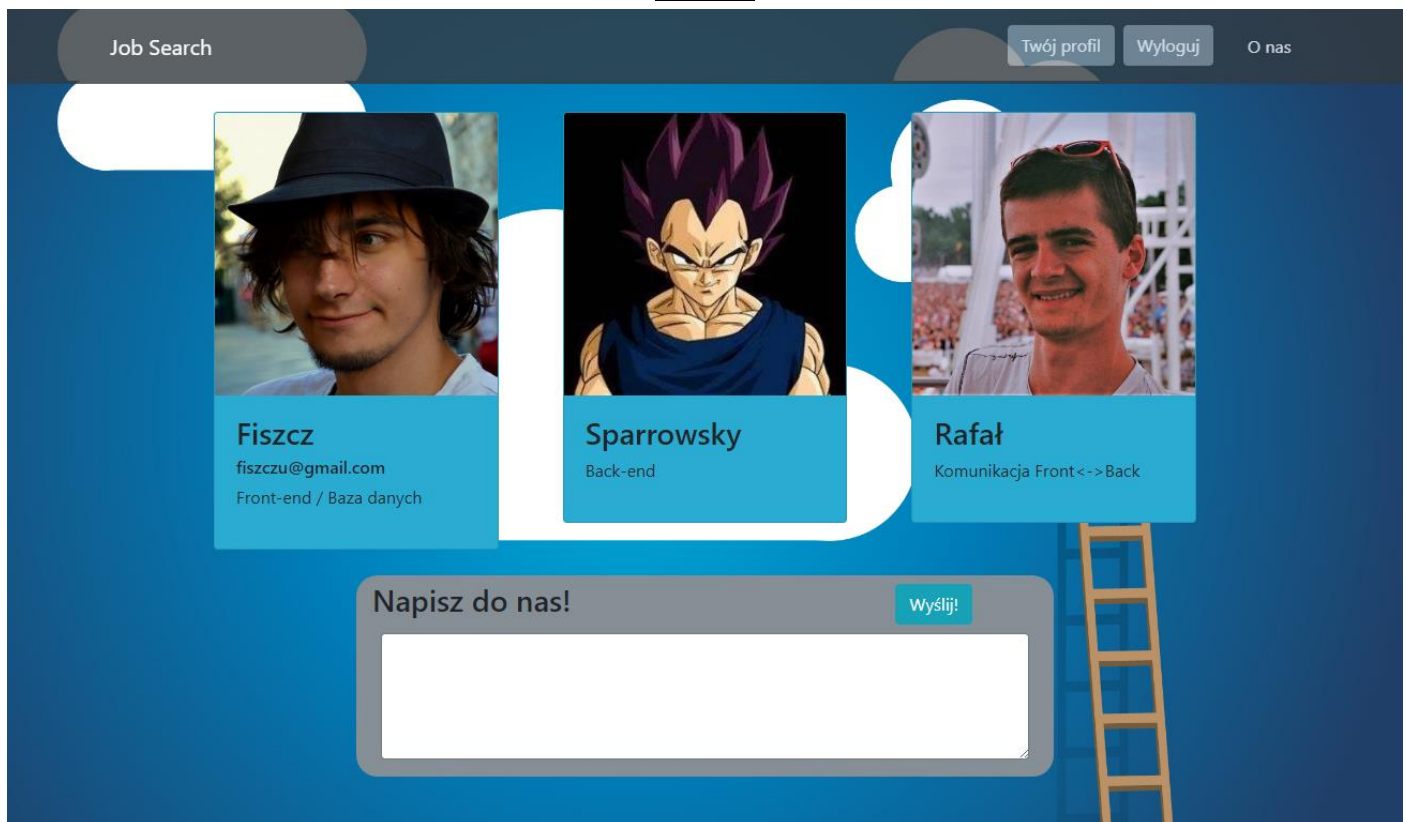 Job Search
Twój profil
Wyloguj
O nas
Fiszcz
fiszczu@gmail.com
Front-end / Baza danych
Sparrowsky
Back-end
Rafał
Komunikacja Front<->Back
Napisz do nas!
Wyślij!